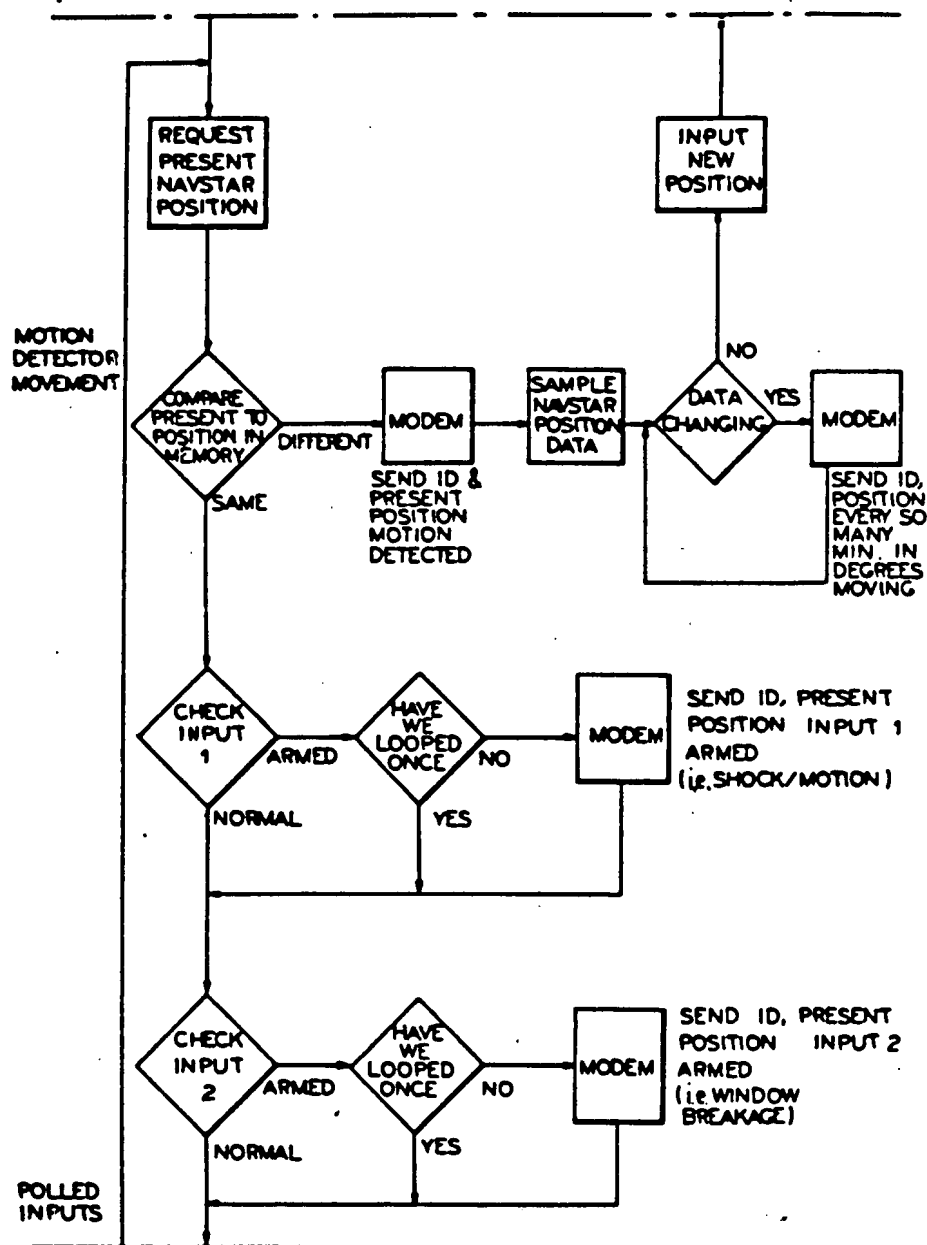 REQUEST
PRESENT
NAVSTAR
POSITION
INPUT
NEW
POSITION
MOTION
DETECTOR
MOVEMENT
COMPARE
PRESENT TO
POSITION IN
MEMORY
DIFFERENT
SAME
MODEM
SEND ID &
PRESENT
POSITION
MOTION
DETECTED
SAMPLE
NAVSTAR
POSITION
DATA
DATA
CHANGING
NO
YES
MODEM
SEND ID,
POSITION
EVERY SO
MANY
MIN. IN
DEGREES
MOVING
CHECK
INPUT
1
ARMED
NORMAL
HAVE
WE
LOOPED
ONCE
NO
YES
MODEM
SEND ID, PRESENT
POSITION INPUT 1
ARMED
(i.e. SHOCK/MOTION)
CHECK
INPUT
2
ARMED
NORMAL
HAVE
WE
LOOPED
ONCE
NO
YES
MODEM
SEND ID, PRESENT
POSITION INPUT 2
ARMED
(i.e. WINDOW
BREAKAGE)
POLLED
INPUTS